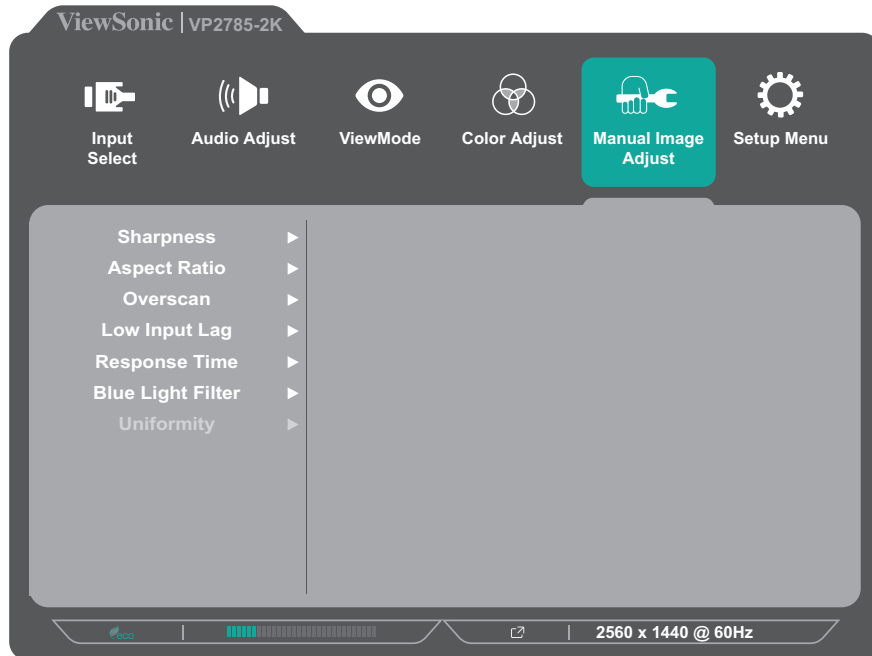 ViewSonic | VP2785-2K
Input
Select
Audio Adjust
ViewMode
Color Adjust
Manual Image
Adjust
Setup Menu
Sharpness
Aspect Ratio
Overscan
Low Input Lag
Response Time
Blue Light Filter
Uniformity
eco
2560 x 1440 @ 60Hz